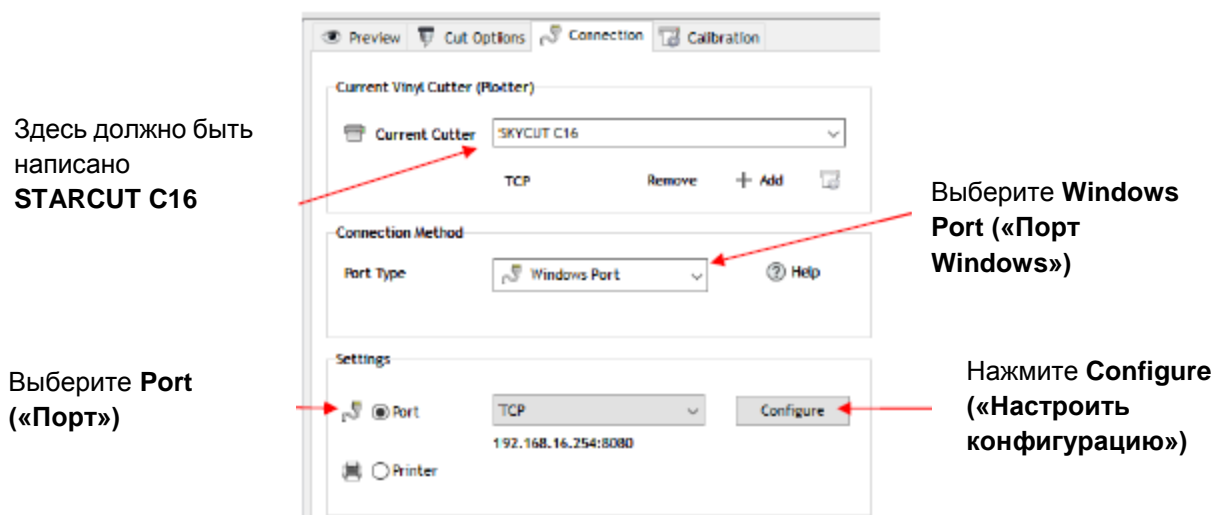 Preview Cut Options Connection Calibration
Current Vinyl Cutter (Plotter)
Current Cutter SKYCUT C16
TCP Remove + Add
Здесь должно быть
написано
STARCUT C16
Connection Method
Port Type Windows Port Help
Выберите Windows
Port («Порт
Windows»)
Settings
Port TCP Configure
192.168.16.254:8080
Printer
Выберите Port
(«Порт»)
Нажмите Configure
(«Настроить
конфигурацию»)